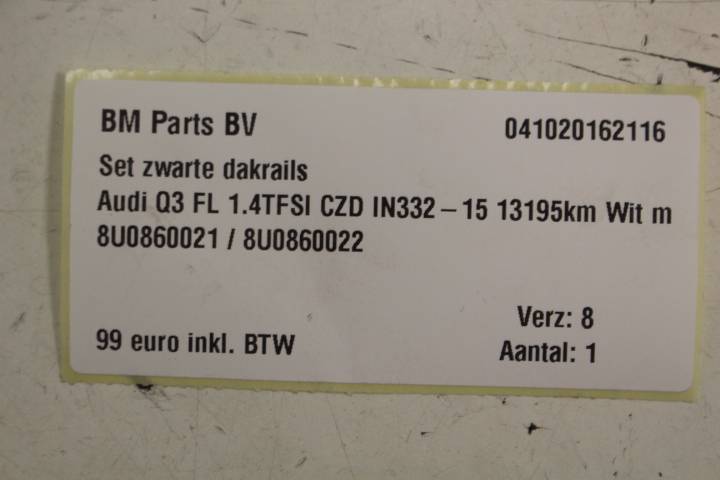 BM Parts BV 041020162116
Set zwarte dakrails
Audi Q3 FL 1.4TFSI CZD IN332 – 15 13195km Wit m
8U0860021 / 8U0860022
Verz: 8
99 euro inkl. BTW Aantal: 1